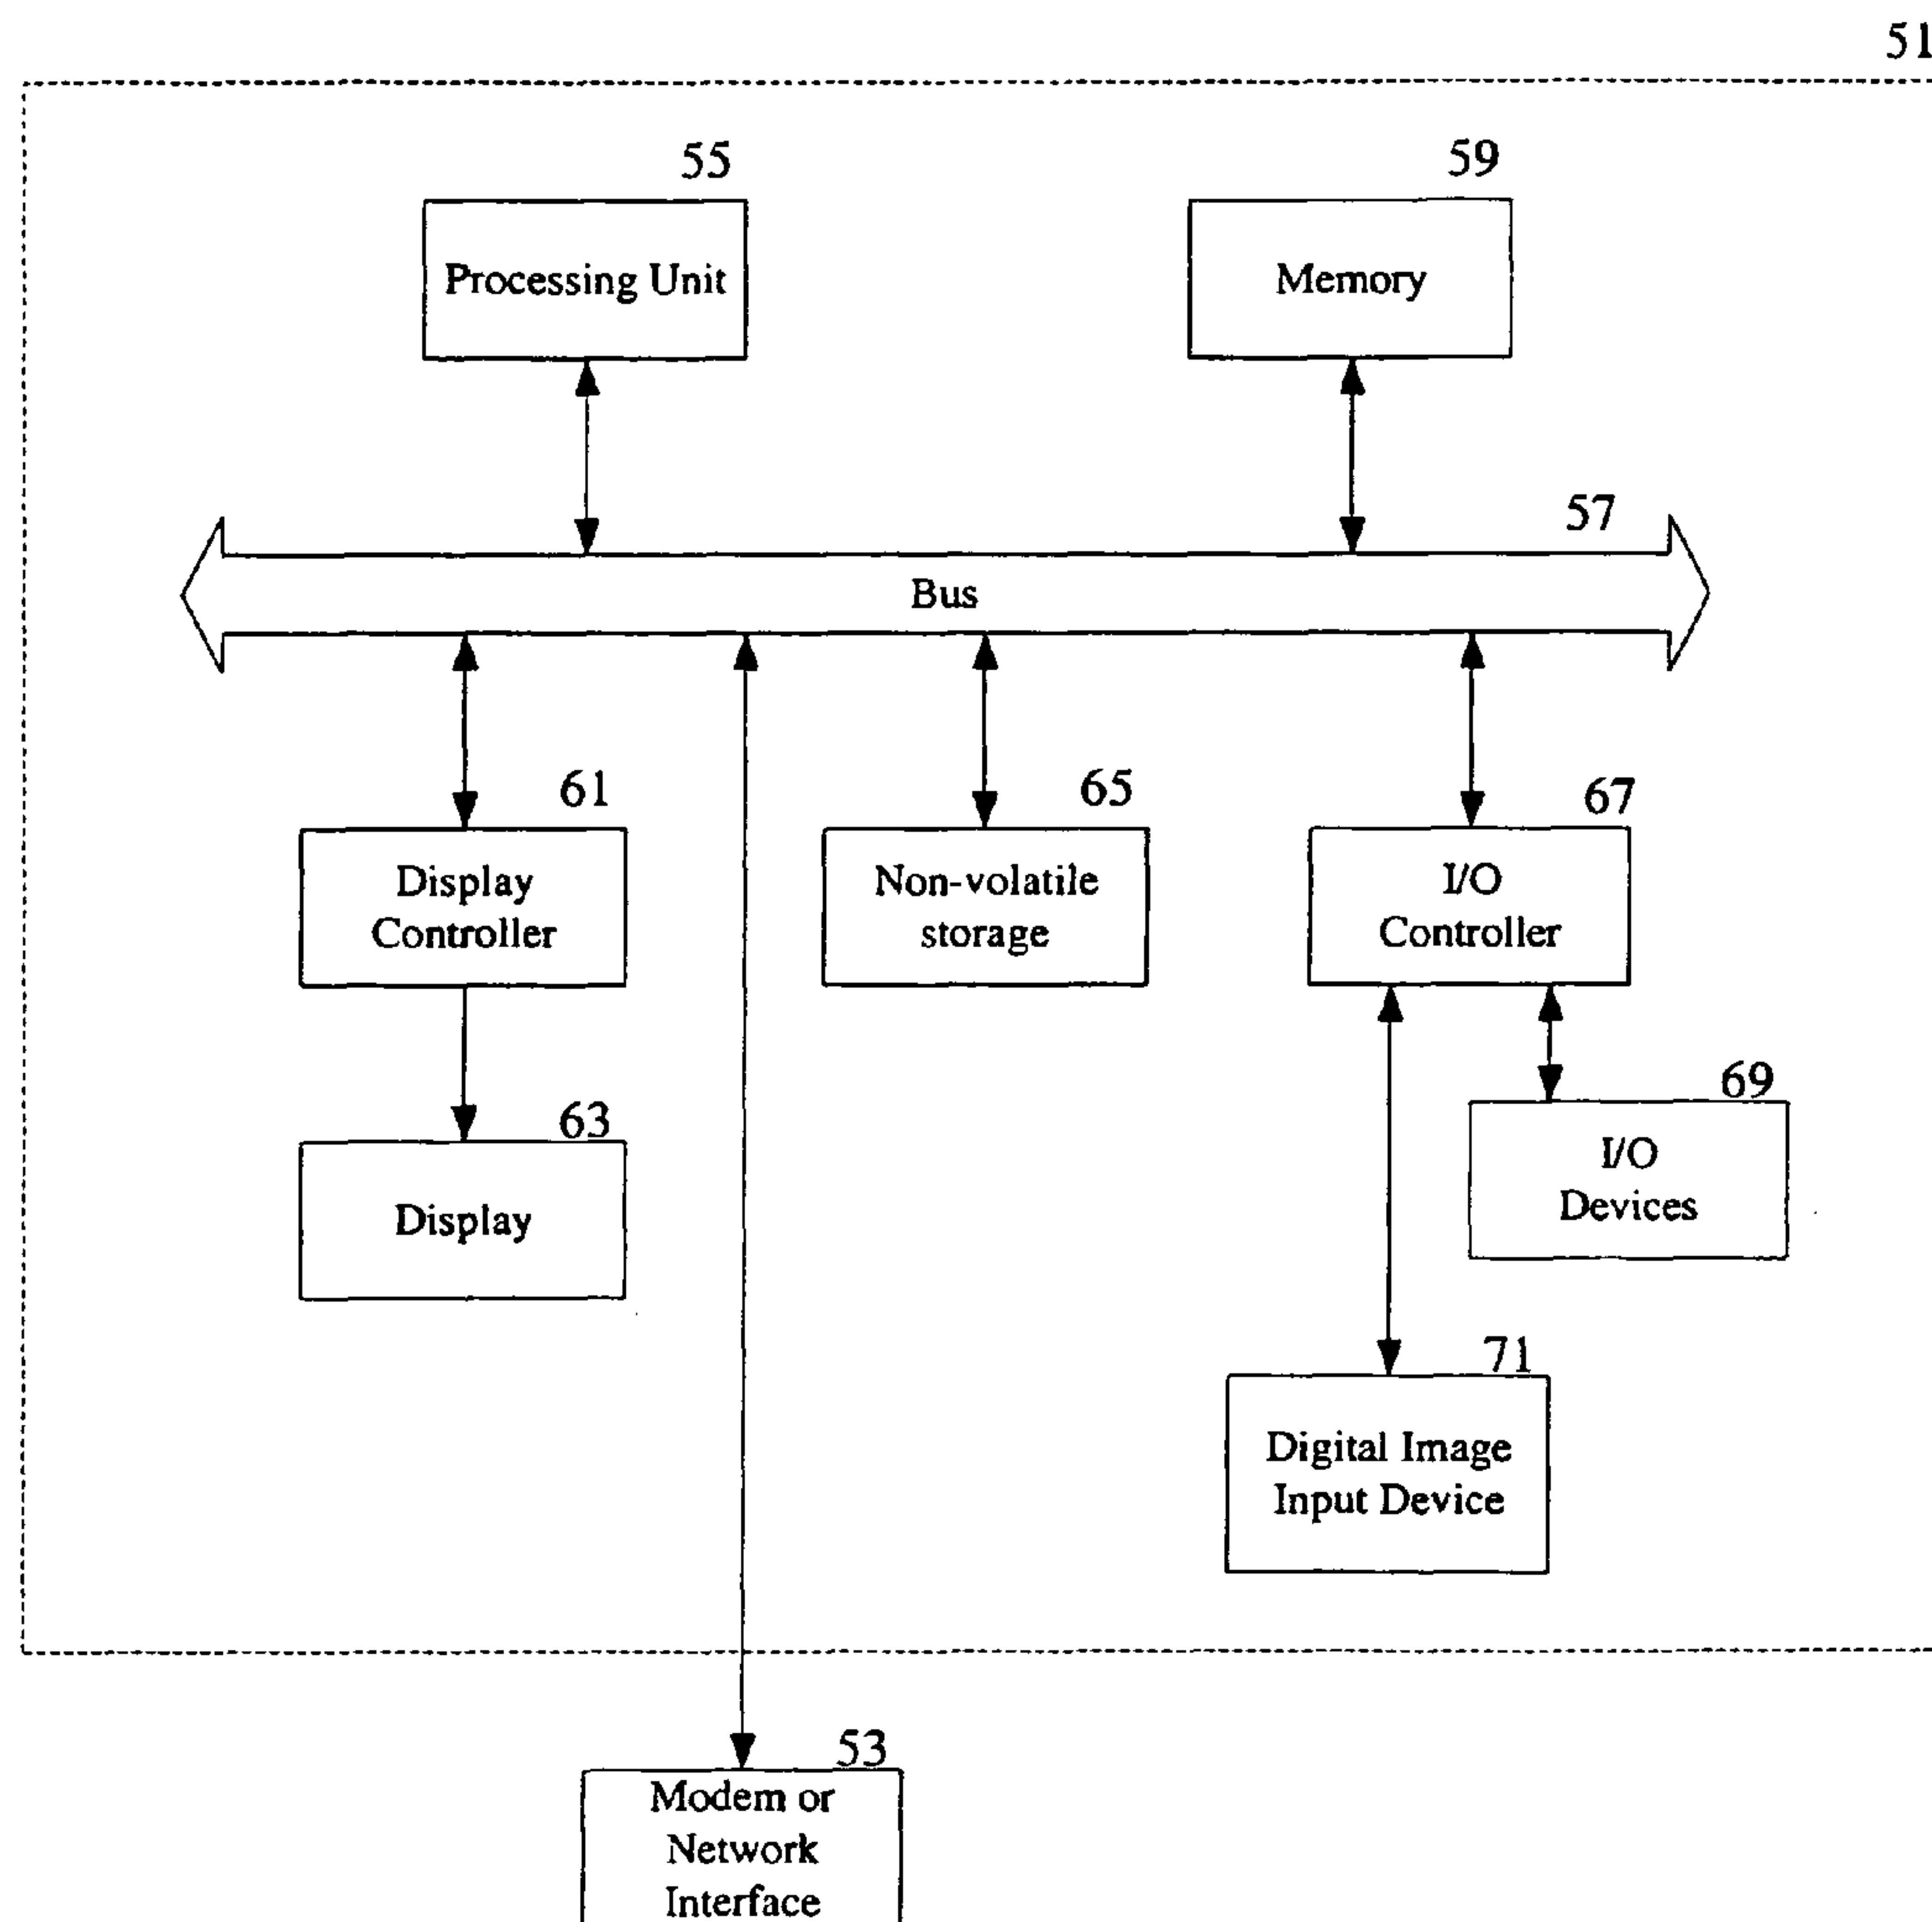 51
55
59
Processing Unit
Memory
57
Bus
61
65
67
Display
Controller
Non-volatile
storage
I/O
Controller
63
69
Display
I/O
Devices
71
Digital Image
Input Device
53
Modem or
Network
Interface